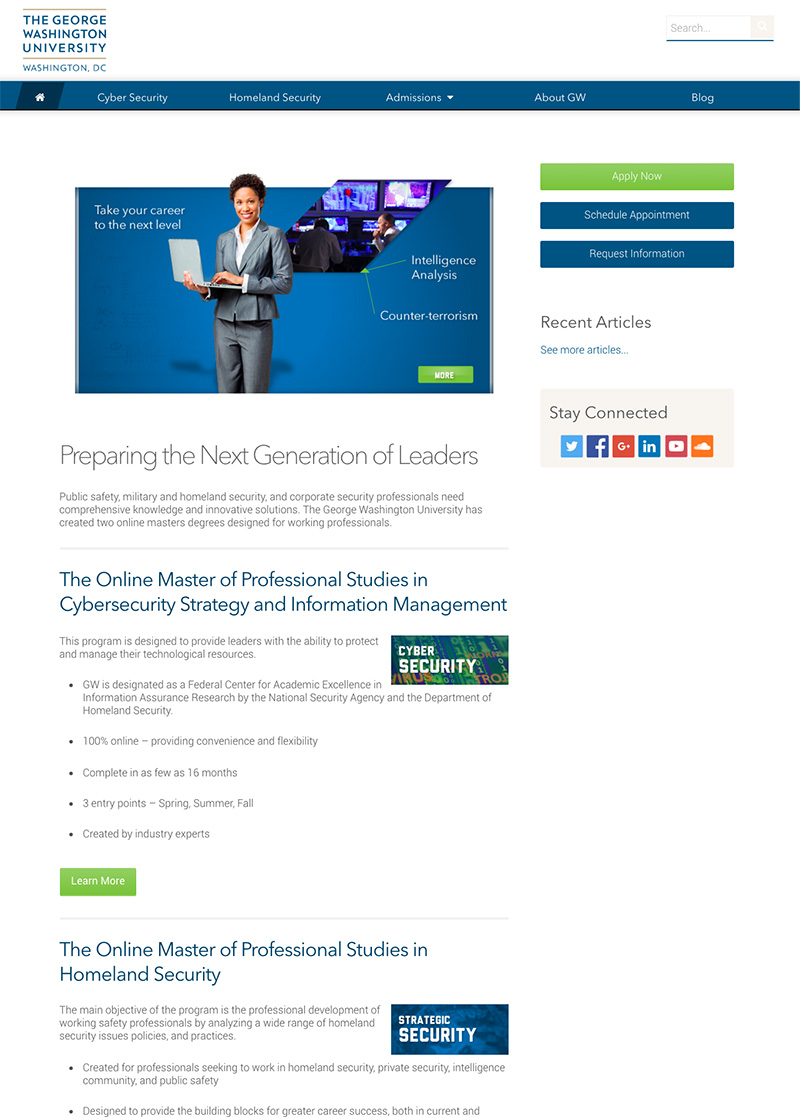 THE GEORGE
WASHINGTON
UNIVERSITY
WASHINGTON, DC
Search...
Cyber Security
Homeland Security
Admissions
About GW
Blog
Take your career
to the next level
Intelligence
Analysis
Counter-terrorism
MORE
Apply Now
Schedule Appointment
Request Information
Recent Articles
See more articles...
Stay Connected
Preparing the Next Generation of Leaders
Public safety, military and homeland security, and corporate security professionals need
comprehensive knowledge and innovative solutions. The George Washington University has
created two online masters degrees designed for working professionals.
The Online Master of Professional Studies in
Cybersecurity Strategy and Information Management
This program is designed to provide leaders with the ability to protect
and manage their technological resources.
CYBER
SECURITY
VIRUS
WORM
TROJ
• GW is designated as a Federal Center for Academic Excellence in
Information Assurance Research by the National Security Agency and the Department of
Homeland Security.
• 100% online – providing convenience and flexibility
• Complete in as few as 16 months
• 3 entry points – Spring, Summer, Fall
• Created by industry experts
Learn More
The Online Master of Professional Studies in
Homeland Security
The main objective of the program is the professional development of
working safety professionals by analyzing a wide range of homeland
security issues policies, and practices.
STRATEGIC
SECURITY
• Created for professionals seeking to work in homeland security, private security, intelligence
community, and public safety
• Designed to provide the building blocks for greater career success, both in current and